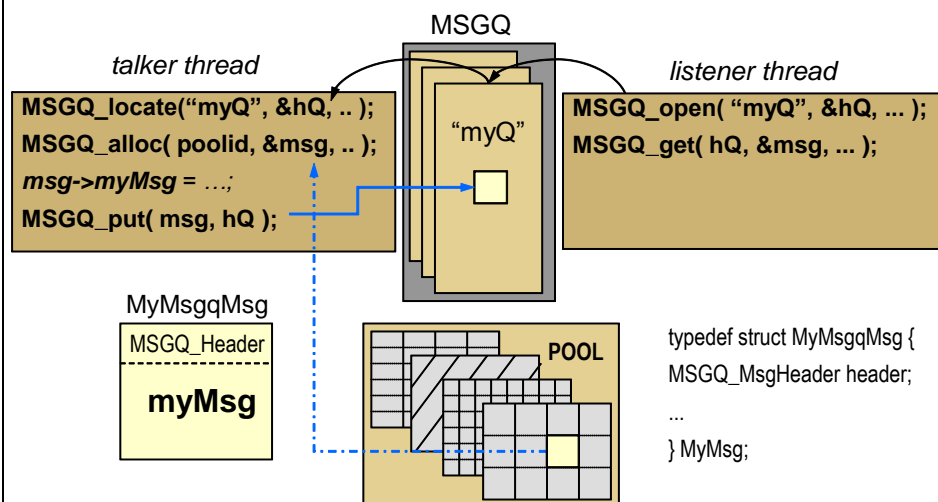 MSGQ
talker thread
MSGQ_locate(“myQ”, &hQ, .. );
MSGQ_alloc( poolid, &msg, .. );
msg->myMsg = …;
MSGQ_put( msg, hQ );
“myQ”
listener thread
MSGQ_open( “myQ”, &hQ, ... );
MSGQ_get( hQ, &msg, ... );
MyMsgqMsg
MSGQ_Header
myMsg
POOL
typedef struct MyMsgqMsg {
MSGQ_MsgHeader header;
...
} MyMsg;